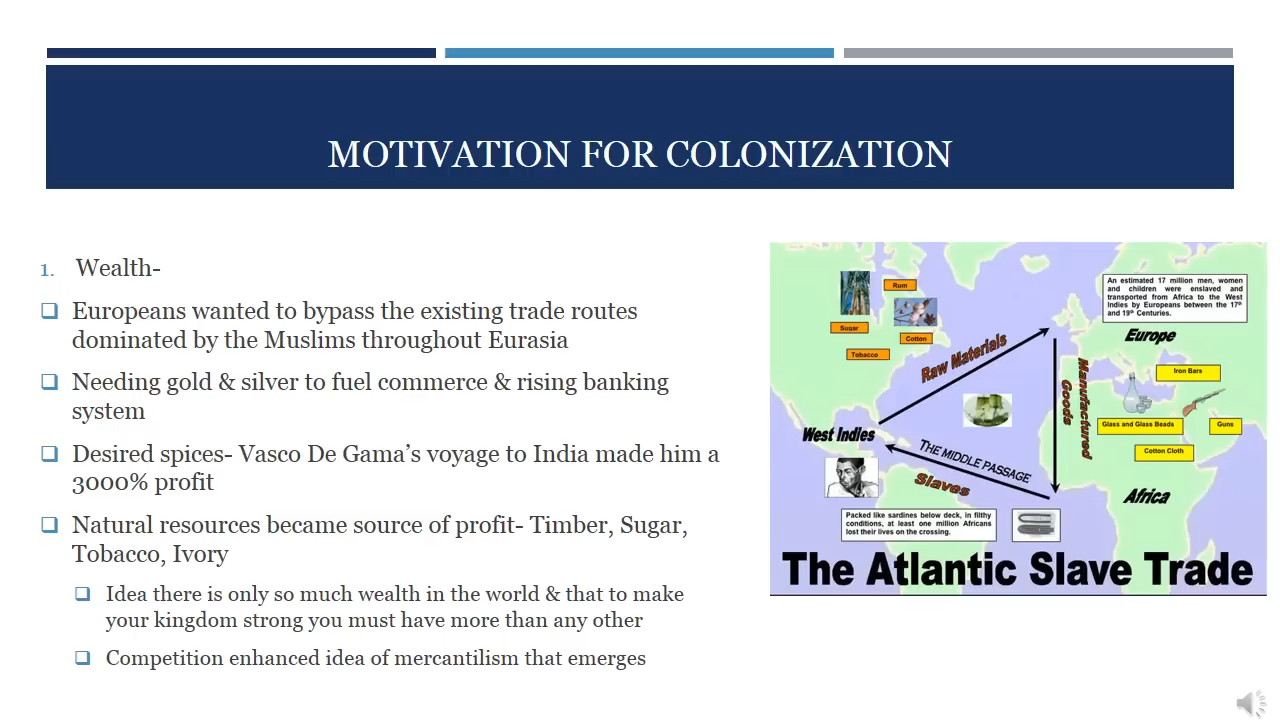 MOTIVATION FOR COLONIZATION
1. Wealth-
Europeans wanted to bypass the existing trade routes
dominated by the Muslims throughout Eurasia
Needing gold & silver to fuel commerce & rising banking
system
Desired spices- Vasco De Gama's voyage to India made him a
3000% profit
Natural resources became source of profit- Timber, Sugar,
Tobacco, Ivory
Idea there is only so much wealth in the world & that to make
your kingdom strong you must have more than any other
Competition enhanced idea of mercantilism that emerges
An estimated 17 million men, women
and children were enslaved and
transported from Africa to the West
Indies by Europeans between the 17th
and 19th Centuries.
Rum
Sugar
Cotton
Tobacco
Raw Materials
Europe
Manufactured
Goods
Iron Bars
Glass and Glass Beads
Guns
Cotton Cloth
West Indies
THE MIDDLE PASSAGE
Slaves
Africa
Packed like sardines below deck, in filthy
conditions, at least one million Africans
lost their lives on the crossing.
The Atlantic Slave Trade